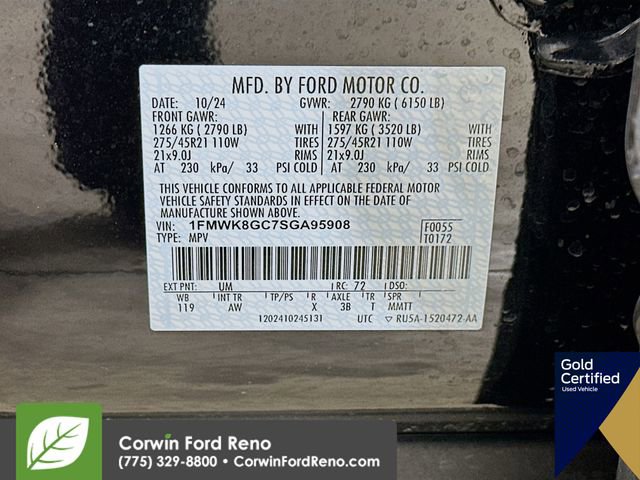 MFD. BY FORD MOTOR CO.
DATE: 10/24 GVWR: 2790 KG ( 6150 LB)
FRONT GAWR: REAR GAWR:
1266 KG ( 2790 LB) WITH 1597 KG ( 3520 LB) WITH
275/45R21 110W TIRES 275/45R21 110W TIRES
21x9.0J RIMS 21x9.0J RIMS
AT 230 kPa/ 33 PSI COLD AT 230 kPa/ 33 PSI COLD
THIS VEHICLE CONFORMS TO ALL APPLICABLE FEDERAL MOTOR
VEHICLE SAFETY STANDARDS IN EFFECT ON THE DATE OF
MANUFACTURE SHOWN ABOVE.
VIN: 1FMWK8GC7SGA95908 F0055
TYPE: MPV T0172
EXT PNT: UM RC: 72 DSO:
WB INT TR TP/PS R AXLE TR SPR
119 AW X 3B T MMTT
1202410245131 UTC ▽ RU5A-1520472-AA
Gold
Certified
Used Vehicle
Corwin Ford Reno
(775) 329-8800 • CorwinFordReno.com